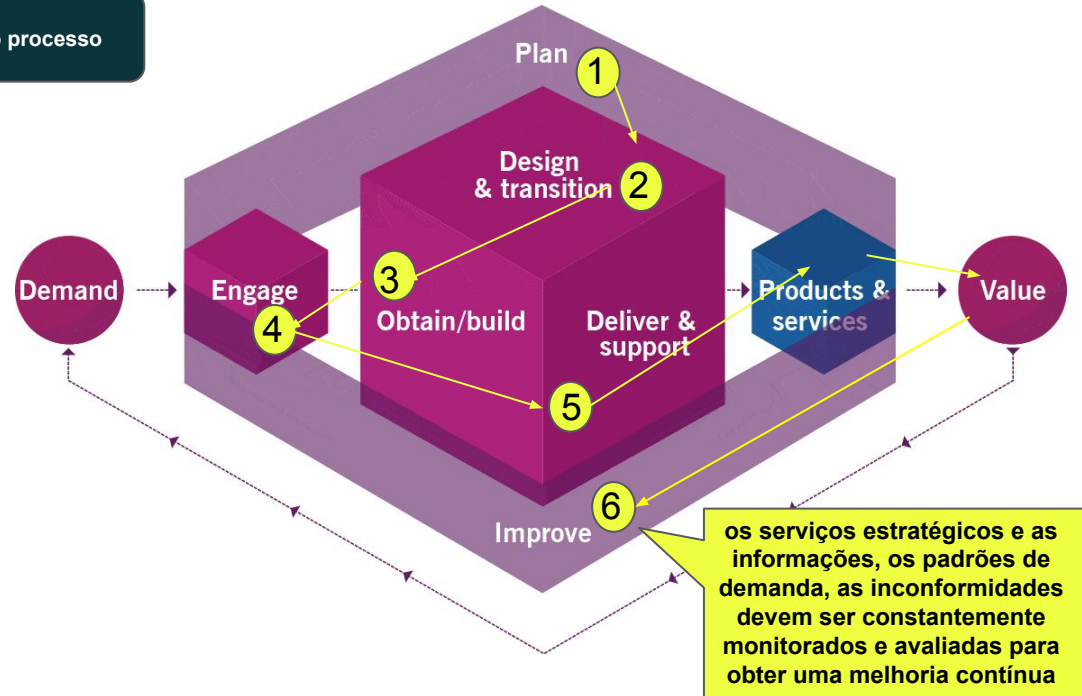 processo
Plan
1
Design
& transition
2
3
Demand
Engage
4
Obtain/build
Deliver &
support
Products &
services
Value
5
6
Improve
os serviços estratégicos e as
informações, os padrões de
demanda, as inconformidades
devem ser constantemente
monitorados e avaliadas para
obter uma melhoria contínua